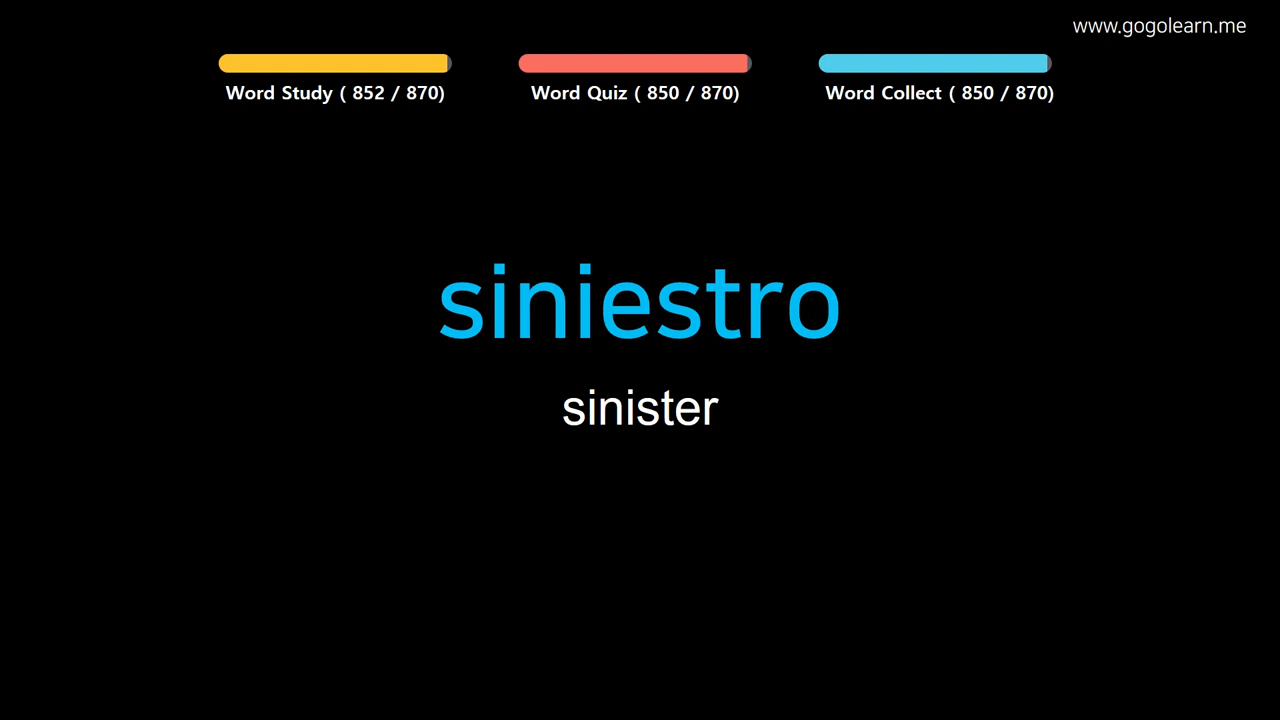 www.gogolearn.me
Word Study ( 852 / 870)
Word Quiz ( 850 / 870)
Word Collect ( 850 / 870)
siniestro
sinister